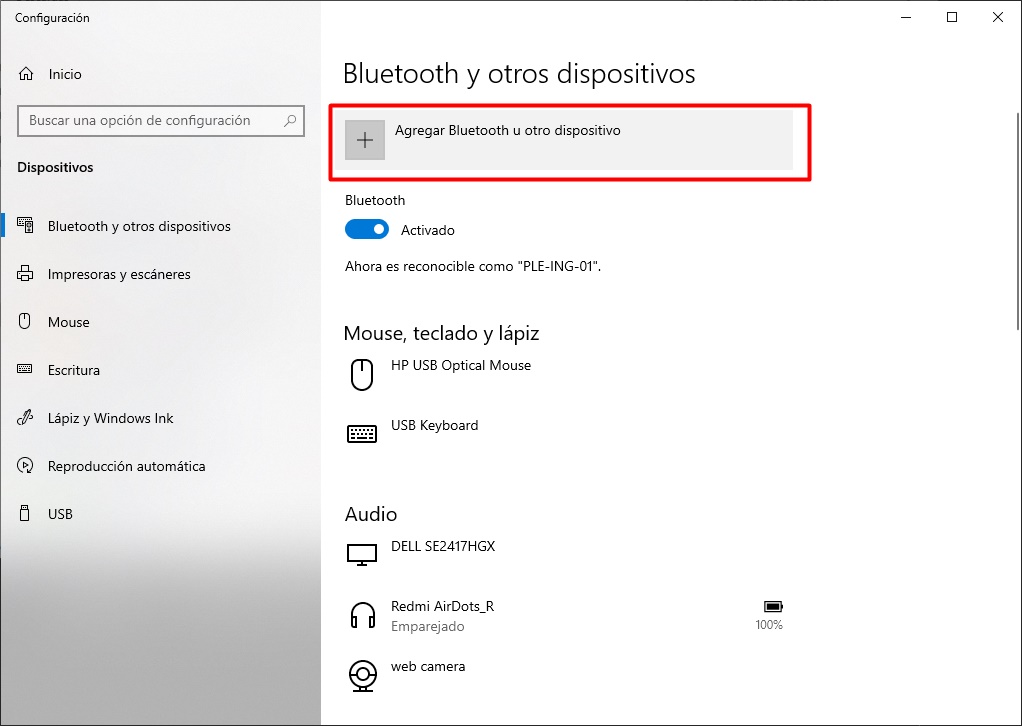 Configuración
Inicio
Buscar una opción de configuración
Dispositivos
Bluetooth y otros dispositivos
Impresoras y escáneres
Mouse
Escritura
Lápiz y Windows Ink
Reproducción automática
USB
Bluetooth y otros dispositivos
Agregar Bluetooth u otro dispositivo
Bluetooth
Activado
Ahora es reconocible como "PLE-ING-01".
Mouse, teclado y lápiz
HP USB Optical Mouse
USB Keyboard
Audio
DELL SE2417HGX
Redmi AirDots_R
Emparejado
100%
web camera